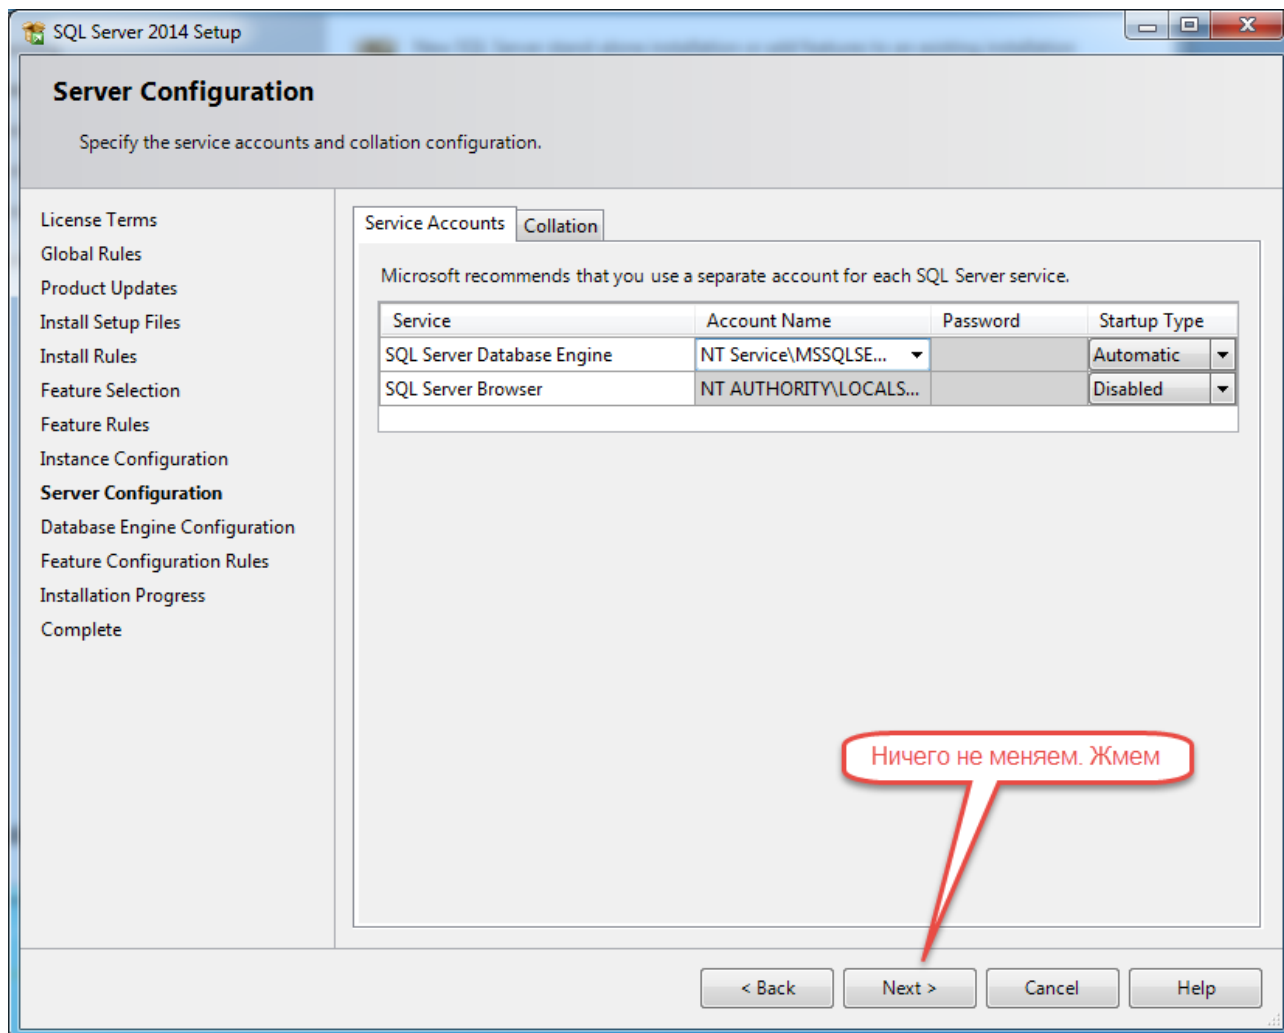 SQL Server 2014 Setup
Server Configuration
Specify the service accounts and collation configuration.
License Terms
Global Rules
Product Updates
Install Setup Files
Install Rules
Feature Selection
Feature Rules
Instance Configuration
Server Configuration
Database Engine Configuration
Feature Configuration Rules
Installation Progress
Complete
Service Accounts Collation
Microsoft recommends that you use a separate account for each SQL Server service.
Service Account Name Password Startup Type
SQL Server Database Engine NT Service\MSSQLSE... Automatic
SQL Server Browser NT AUTHORITY\LOCALS... Disabled
Ничего не меняем. Жмем
< Back Next > Cancel Help